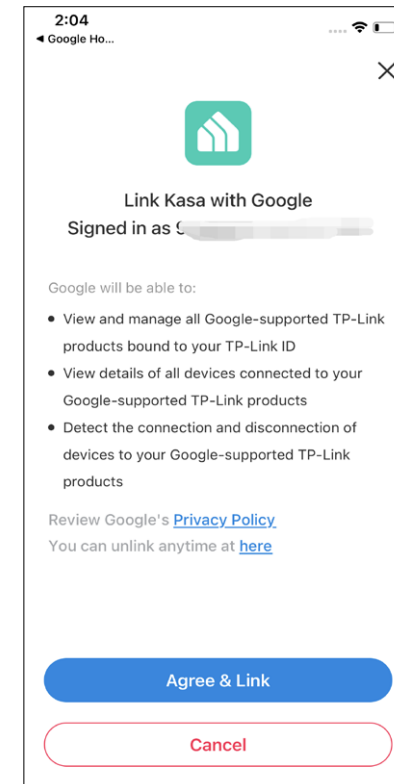 2:04
◀ Google Ho...
Link Kasa with Google
Signed in as 9
Google will be able to:
• View and manage all Google-supported TP-Link
products bound to your TP-Link ID
• View details of all devices connected to your
Google-supported TP-Link products
• Detect the connection and disconnection of
devices to your Google-supported TP-Link
products
Review Google's Privacy Policy
You can unlink anytime at here
Agree & Link
Cancel